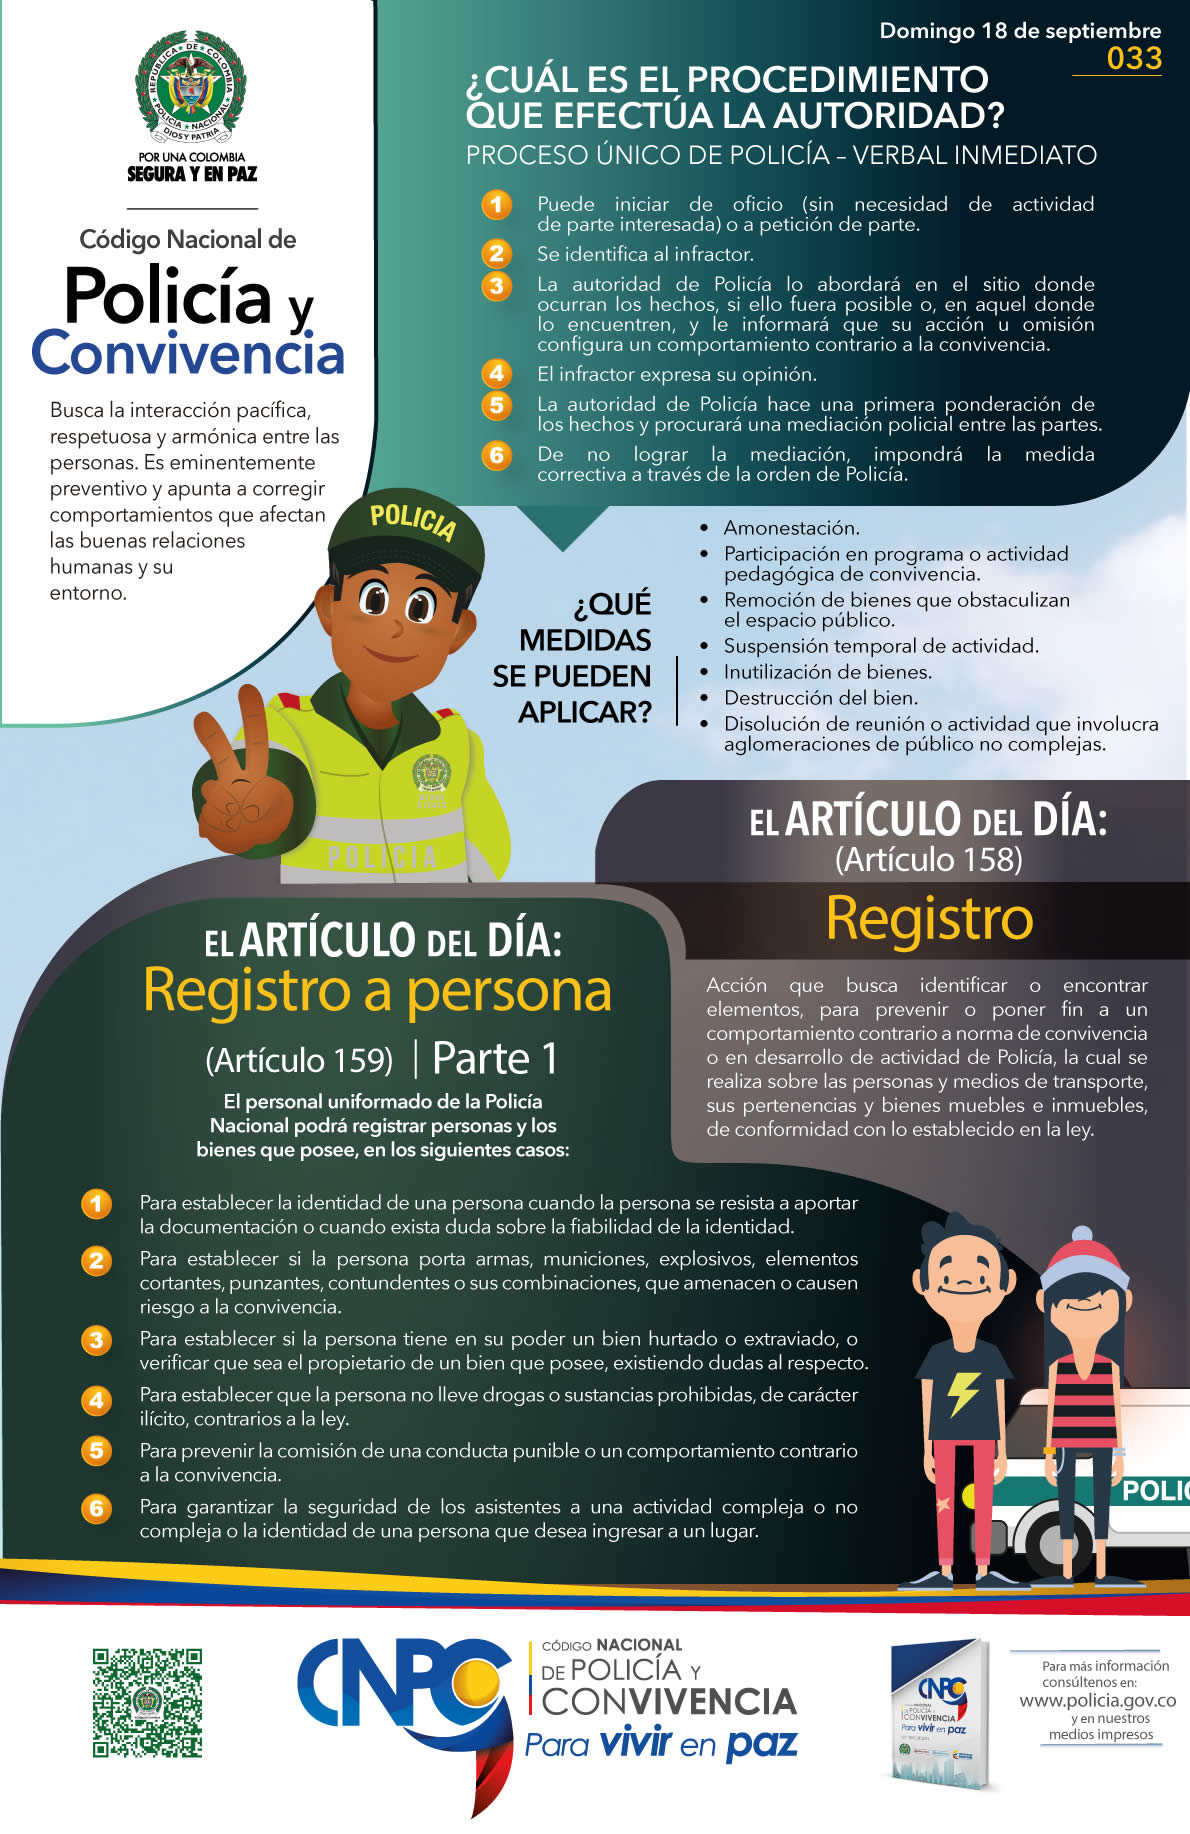 Domingo 18 de septiembre
033
REPUBLICA DE COLOMBIA
POLICIA NACIONAL
DIOS Y PATRIA
POR UNA COLOMBIA
SEGURA Y EN PAZ
Código Nacional de
Policía y
Convivencia
Busca la interacción pacífica,
respetuosa y armónica entre las
personas. Es eminentemente
preventivo y apunta a corregir
comportamientos que afectan
las buenas relaciones
humanas y su
entorno.
¿CUÁL ES EL PROCEDIMIENTO
QUE EFECTÚA LA AUTORIDAD?
PROCESO ÚNICO DE POLICÍA – VERBAL INMEDIATO
1 Puede iniciar de oficio (sin necesidad de actividad
de parte interesada) o a petición de parte.
2 Se identifica al infractor.
3 La autoridad de Policía lo abordará en el sitio donde
ocurran los hechos, si ello fuera posible o, en aquel donde
lo encuentren, y le informará que su acción u omisión
configura un comportamiento contrario a la convivencia.
4 El infractor expresa su opinión.
5 La autoridad de Policía hace una primera ponderación de
los hechos y procurará una mediación policial entre las partes.
6 De no lograr la mediación, impondrá la medida
correctiva a través de la orden de Policía.
POLICIA
POLICIA
¿QUÉ
MEDIDAS
SE PUEDEN
APLICAR?
• Amonestación.
• Participación en programa o actividad
pedagógica de convivencia.
• Remoción de bienes que obstaculizan
el espacio público.
• Suspensión temporal de actividad.
• Inutilización de bienes.
• Destrucción del bien.
• Disolución de reunión o actividad que involucra
aglomeraciones de público no complejas.
EL ARTÍCULO DEL DÍA:
(Artículo 158)
Registro
Acción que busca identificar o encontrar
elementos, para prevenir o poner fin a un
comportamiento contrario a norma de convivencia
o en desarrollo de actividad de Policía, la cual se
realiza sobre las personas y medios de transporte,
sus pertenencias y bienes muebles e inmuebles,
de conformidad con lo establecido en la ley.
EL ARTÍCULO DEL DÍA:
Registro a persona
(Artículo 159) | Parte 1
El personal uniformado de la Policía
Nacional podrá registrar personas y los
bienes que posee, en los siguientes casos:
1 Para establecer la identidad de una persona cuando la persona se resista a aportar
la documentación o cuando exista duda sobre la fiabilidad de la identidad.
2 Para establecer si la persona porta armas, municiones, explosivos, elementos
cortantes, punzantes, contundentes o sus combinaciones, que amenacen o causen
riesgo a la convivencia.
3 Para establecer si la persona tiene en su poder un bien hurtado o extraviado, o
verificar que sea el propietario de un bien que posee, existiendo dudas al respecto.
4 Para establecer que la persona no lleve drogas o sustancias prohibidas, de carácter
ilícito, contrarios a la ley.
5 Para prevenir la comisión de una conducta punible o un comportamiento contrario
a la convivencia.
6 Para garantizar la seguridad de los asistentes a una actividad compleja o no
compleja o la identidad de una persona que desea ingresar a un lugar.
POLIC
CNPC
CÓDIGO NACIONAL
DE POLICÍA Y
CONVIVENCIA
Para vivir en paz
CNPC
CÓDIGO NACIONAL
DE POLICÍA Y
CONVIVENCIA
Para vivir en paz
Para más información
consúltenos en:
www.policia.gov.co
y en nuestros
medios impresos